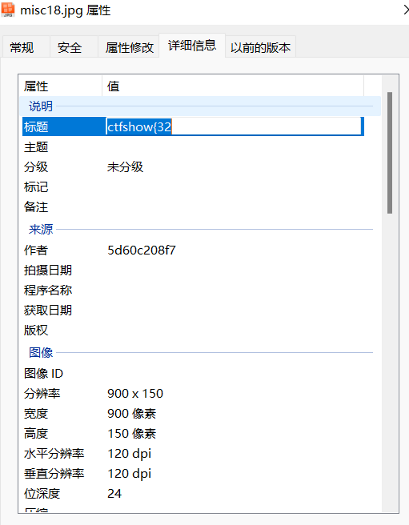 misc18.jpg 属性
常规 安全 属性修改 详细信息 以前的版本
属性 值
说明
标题 ctfshow{32
主题
分级 未分级
标记
备注
来源
作者 5d60c208f7
拍摄日期
程序名称
获取日期
版权
图像
图像 ID
分辨率 900 x 150
宽度 900 像素
高度 150 像素
水平分辨率 120 dpi
垂直分辨率 120 dpi
位深度 24